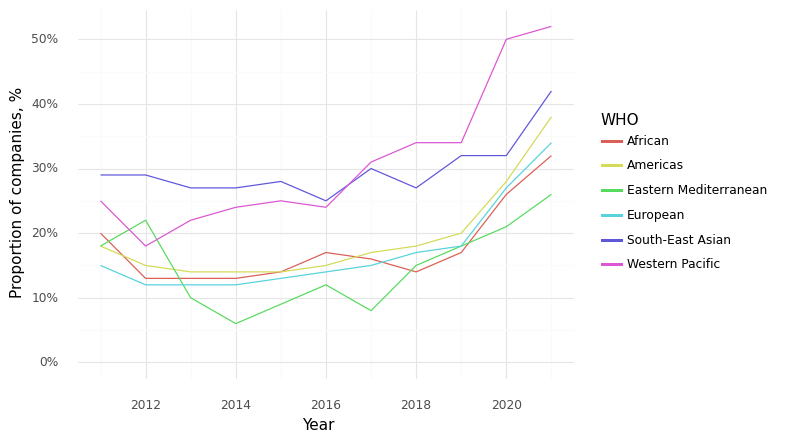 50%
40%
30%
20%
10%
0%
Proportion of companies, %
2012
2014
2016
2018
2020
Year
WHO
African
Americas
Eastern Mediterranean
European
South-East Asian
Western Pacific